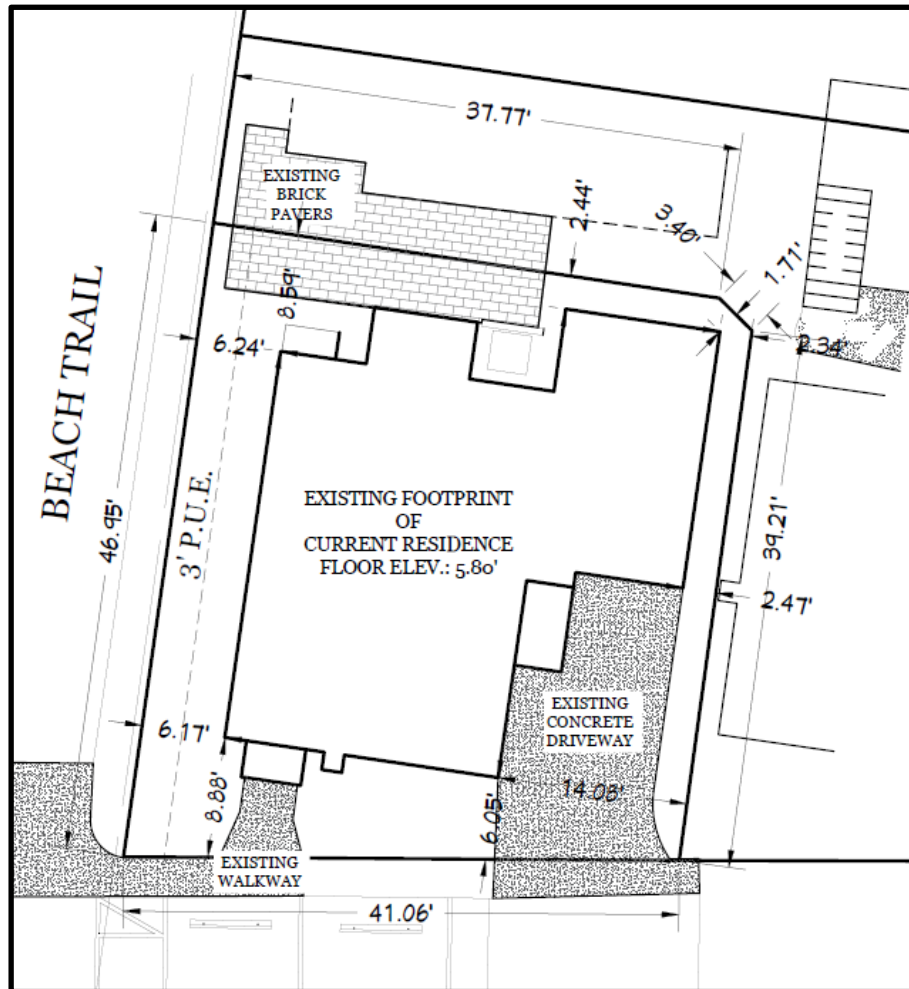 37.77'
EXISTING
BRICK
PAVERS
2.44'
3.40'
1.71'
8.59'
6.24'
2.34'
BEACH TRAIL
3' P.U.E.
46.95'
EXISTING FOOTPRINT
OF
CURRENT RESIDENCE
FLOOR ELEV.: 5.80'
39.21'
2.47'
6.17'
EXISTING
CONCRETE
DRIVEWAY
8.88'
6.05'
14.08'
EXISTING
WALKWAY
41.06'